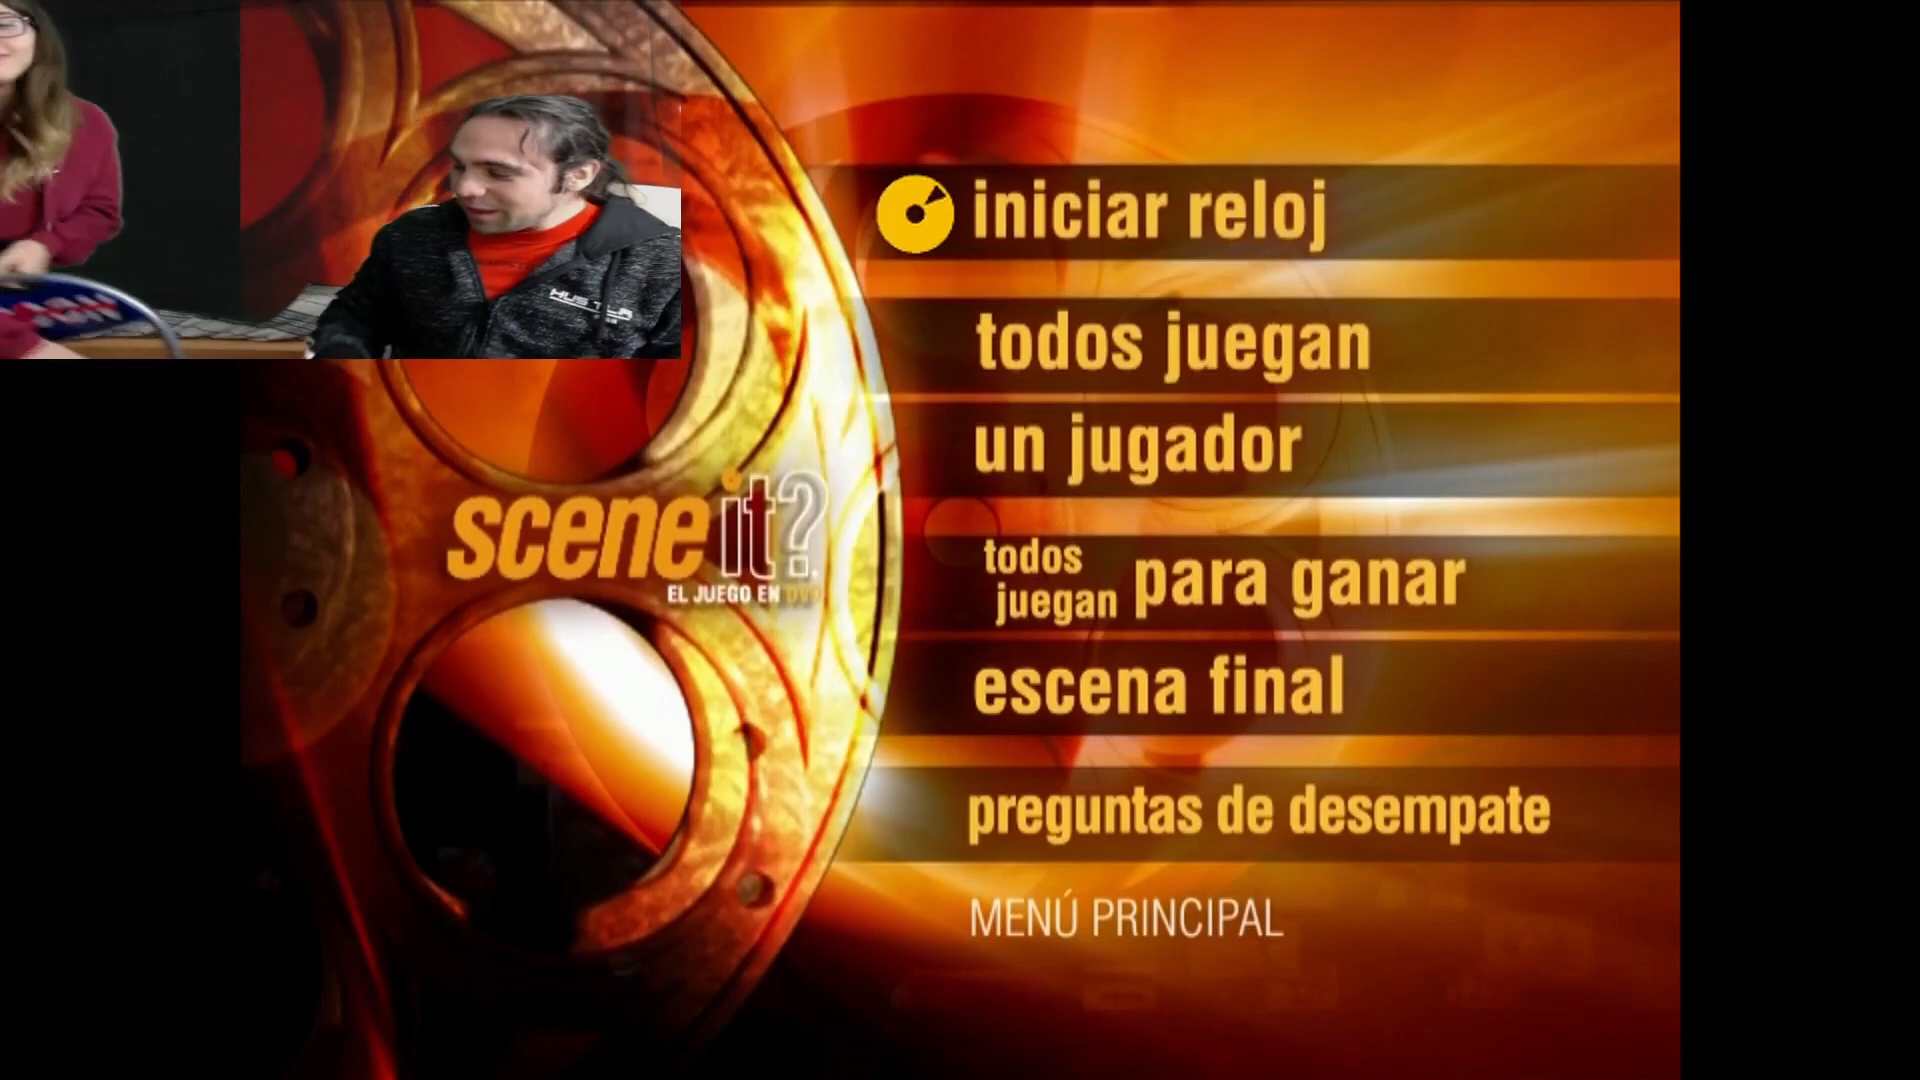 iniciar reloj
todos juegan
un jugador
scene it?
EL JUEGO EN DVD
todos juegan para ganar
escena final
preguntas de desempate
MENÚ PRINCIPAL